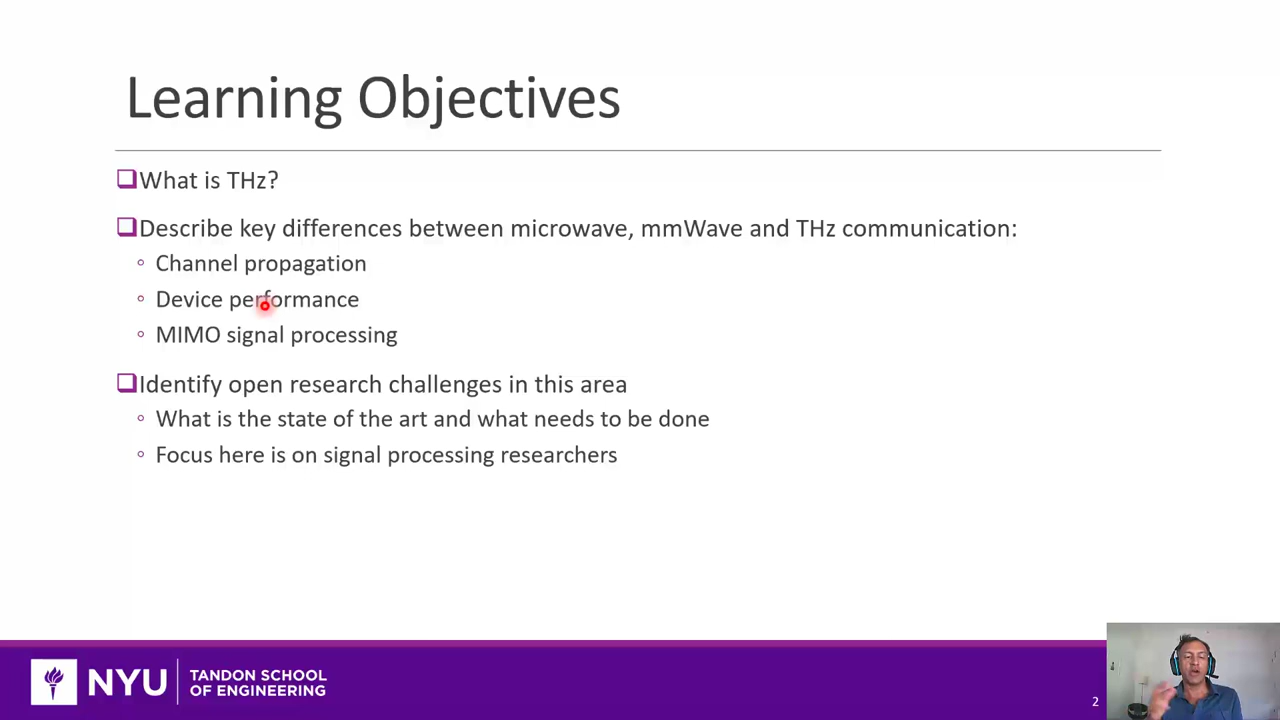 Learning Objectives
❑What is THz?
❑Describe key differences between microwave, mmWave and THz communication:
◦ Channel propagation
◦ Device performance
◦ MIMO signal processing
❑Identify open research challenges in this area
◦ What is the state of the art and what needs to be done
◦ Focus here is on signal processing researchers
NYU
TANDON SCHOOL
OF ENGINEERING
2